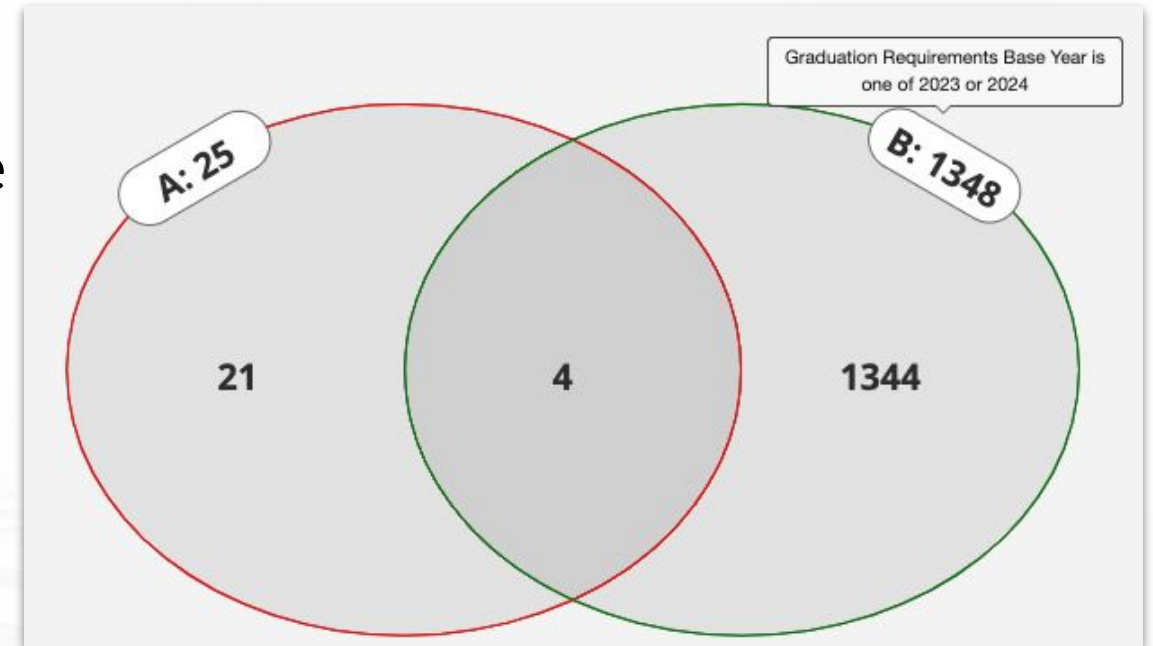 Graduation Requirements Base Year is
one of 2023 or 2024
A: 25
B: 1348
e
21 4 1344